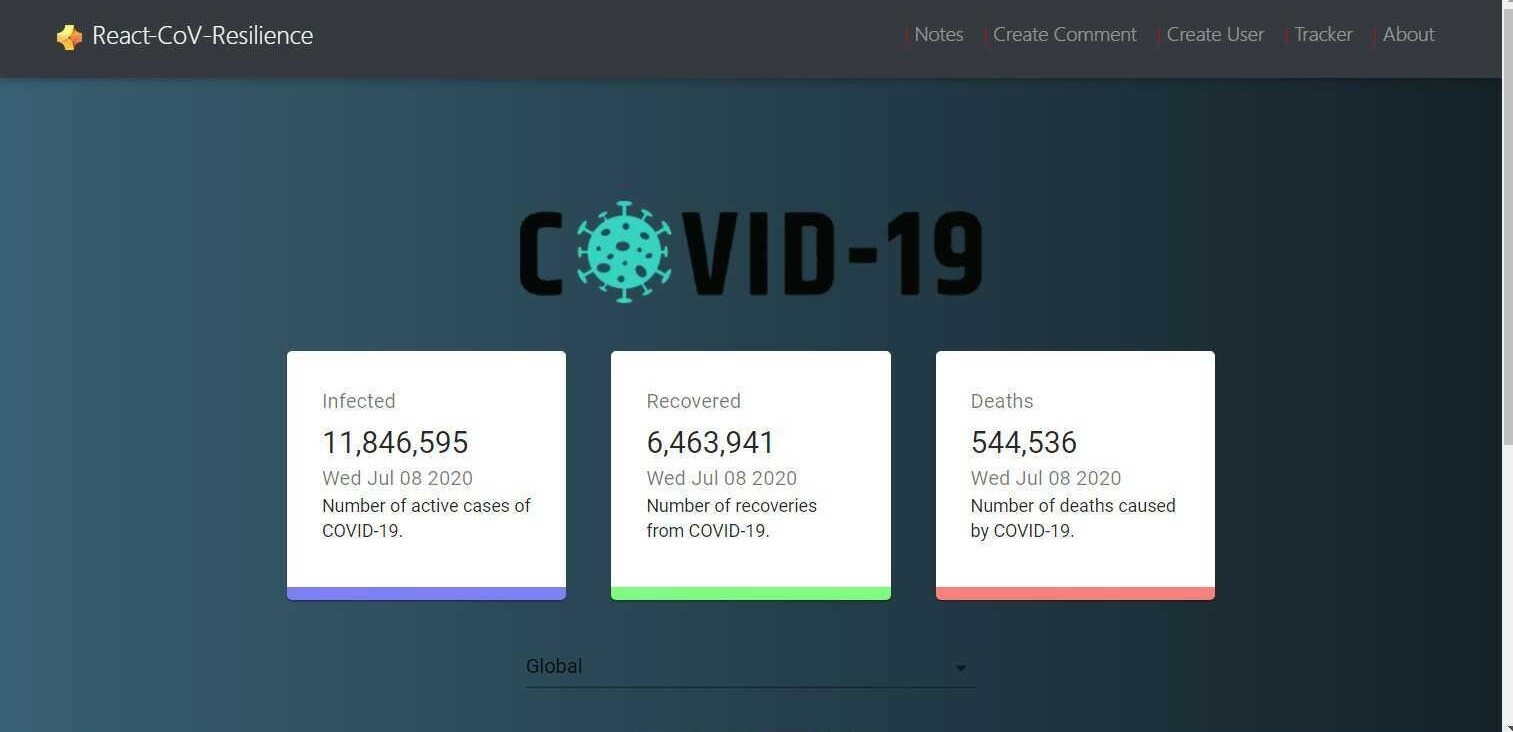 React-CoV-Resilience
| Notes | Create Comment | Create User | Tracker | About
COVID-19
Infected
11,846,595
Wed Jul 08 2020
Number of active cases of
COVID-19.
Recovered
6,463,941
Wed Jul 08 2020
Number of recoveries
from COVID-19.
Deaths
544,536
Wed Jul 08 2020
Number of deaths caused
by COVID-19.
Global